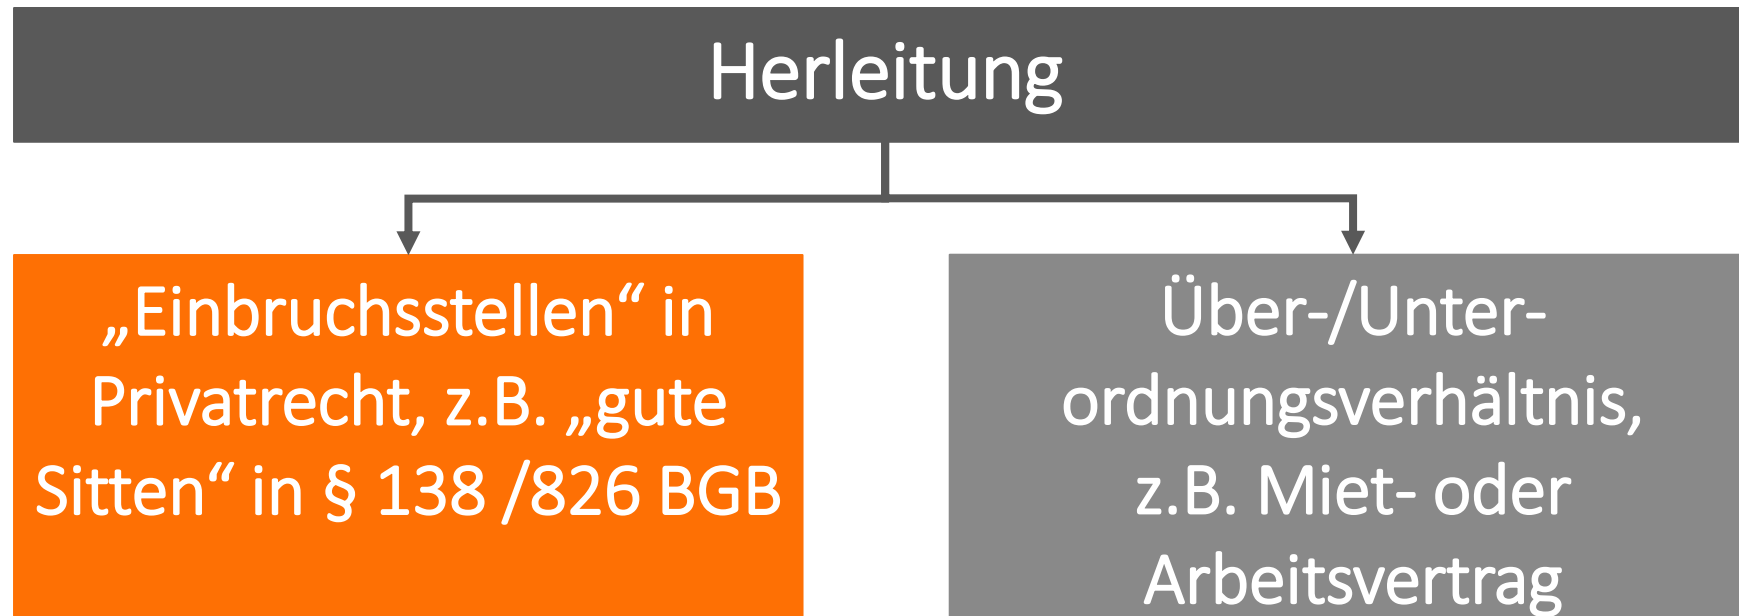 Herleitung
„Einbruchsstellen“ in
Privatrecht, z.B. „gute
Sitten“ in § 138 /826 BGB
Über-/Unter-
ordnungsverhältnis,
z.B. Miet- oder
Arbeitsvertrag